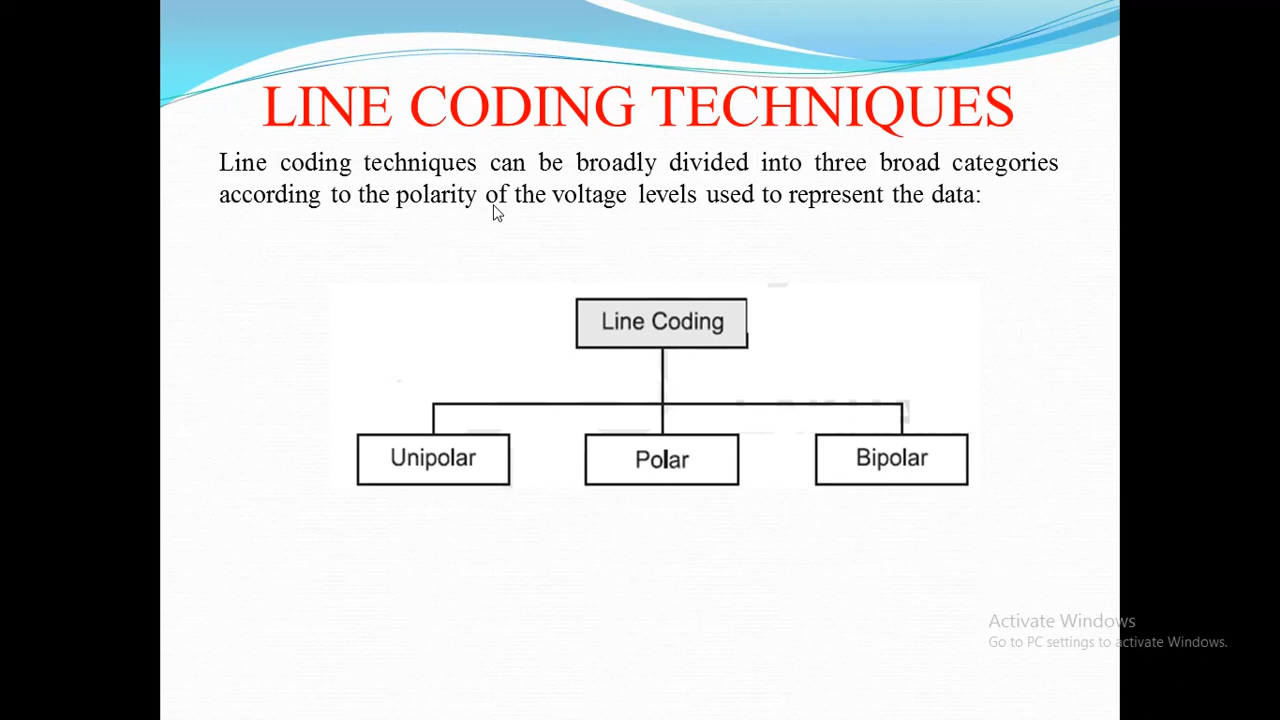 LINE CODING TECHNIQUES
Line coding techniques can be broadly divided into three broad categories
according to the polarity of the voltage levels used to represent the data:
Line Coding
Unipolar
Polar
Bipolar
Activate Windows
Go to PC settings to activate Windows.